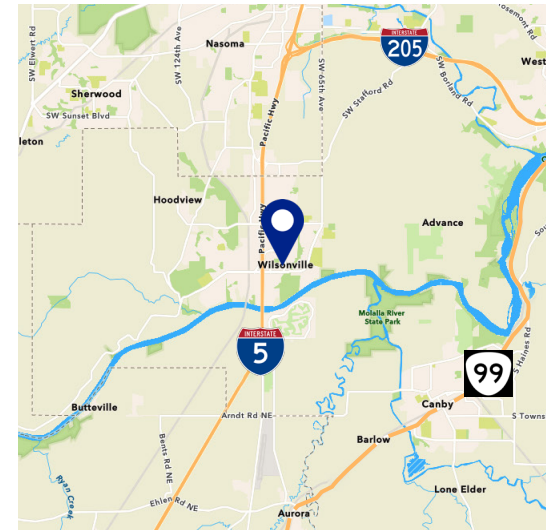 SW Elwert Rd
SW 124th Ave
Nasoma
Pacific Hwy
SW 65th Ave
INTERSTATE
205
Rosemont Rd
West
SW Borland Rd
SW Stafford Rd
Sherwood
SW Sunset Blvd
leton
Hoodview
Pacific Hwy
Wilsonville
Advance
Molalla River
State Park
INTERSTATE
5
S Haines Rd
99
Butteville
Arndt Rd NE
Canby
S Towns
Barlow
Bents Rd NE
Ryan Creek
Ehlen Rd NE
Aurora
Lone Elder